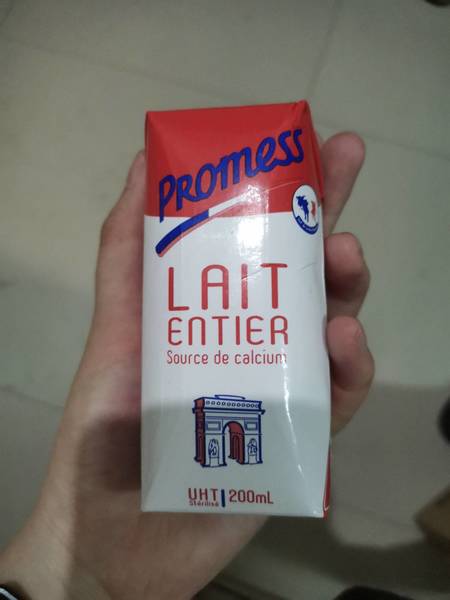 Promess
LAIT
ENTIER
Source de calcium
UHT 200mL
Stérilisé